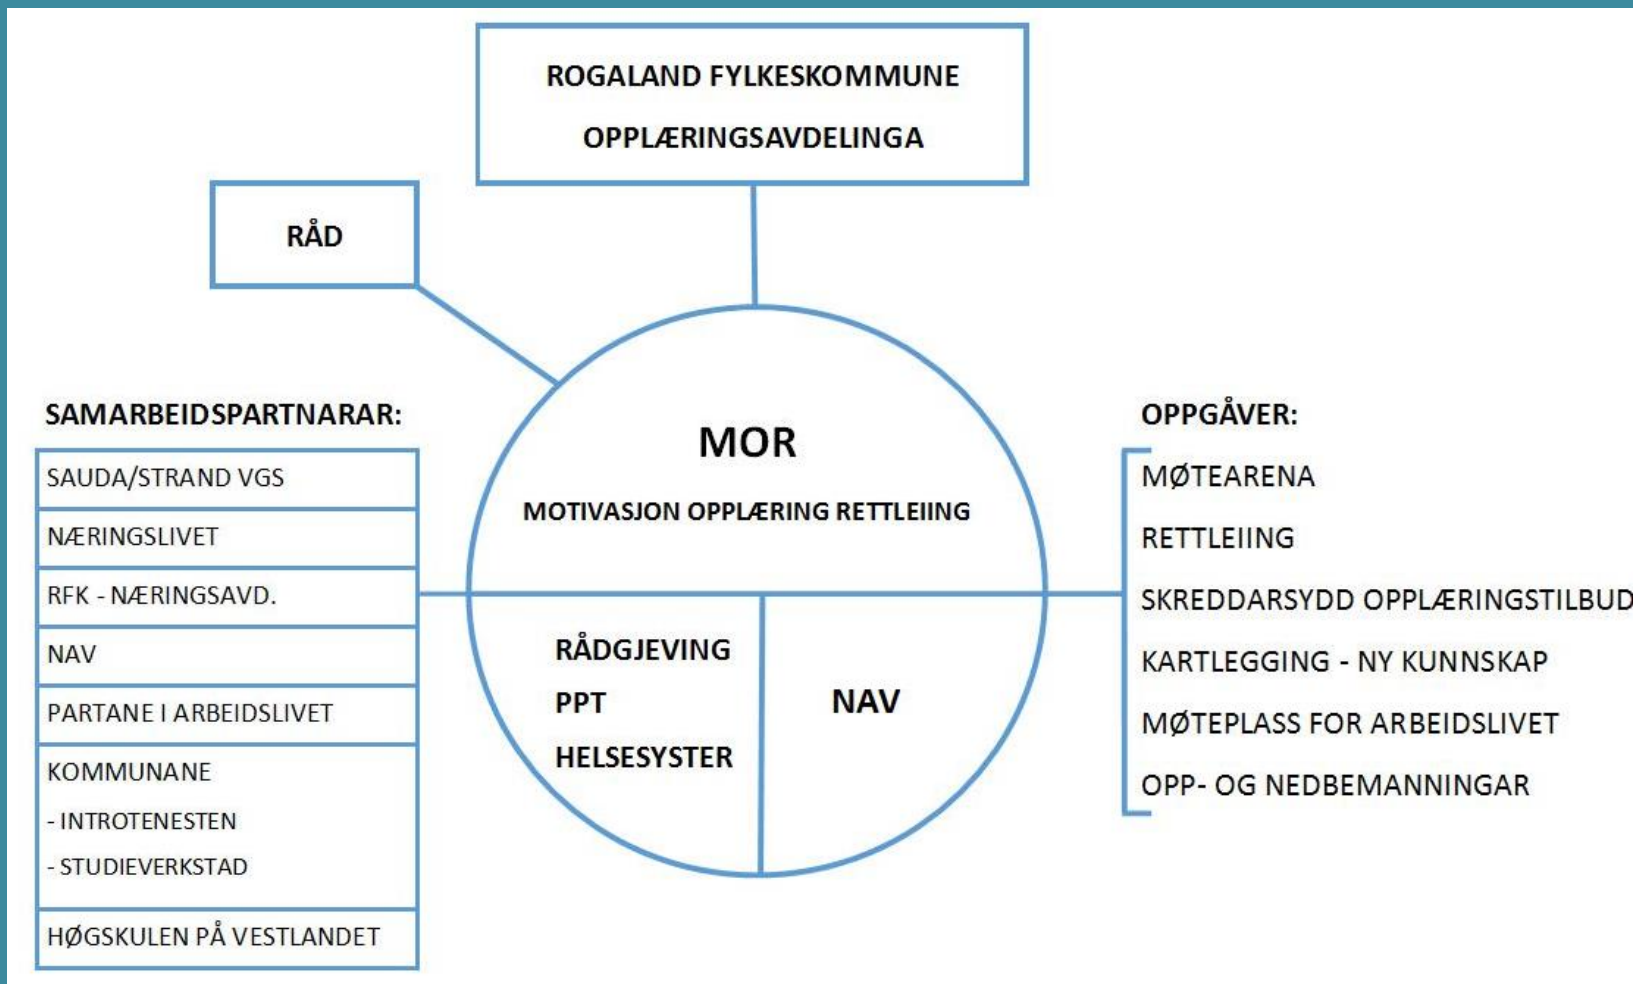 ROGALAND FYLKESKOMMUNE
OPPLÆRINGSAVDELINGA
RÅD
SAMARBEIDSPARTNARAR:
SAUDA/STRAND VGS
NÆRINGSLIVET
RFK - NÆRINGSAVD.
NAV
PARTANE I ARBEIDSLIVET
KOMMUNANE
- INTROTENESTEN
- STUDIEVERKSTAD
HØGSKULEN PÅ VESTLANDET
MOR
MOTIVASJON OPPLÆRING RETTLEIING
RÅDGJEVING
PPT
HELSESYSTER
NAV
OPPGÅVER:
MØTEARENA
RETTLEIING
SKREDDARSYDD OPPLÆRINGSTILBUD
KARTLEGGING - NY KUNNSKAP
MØTEPLASS FOR ARBEIDSLIVET
OPP- OG NEDBEMANNINGAR